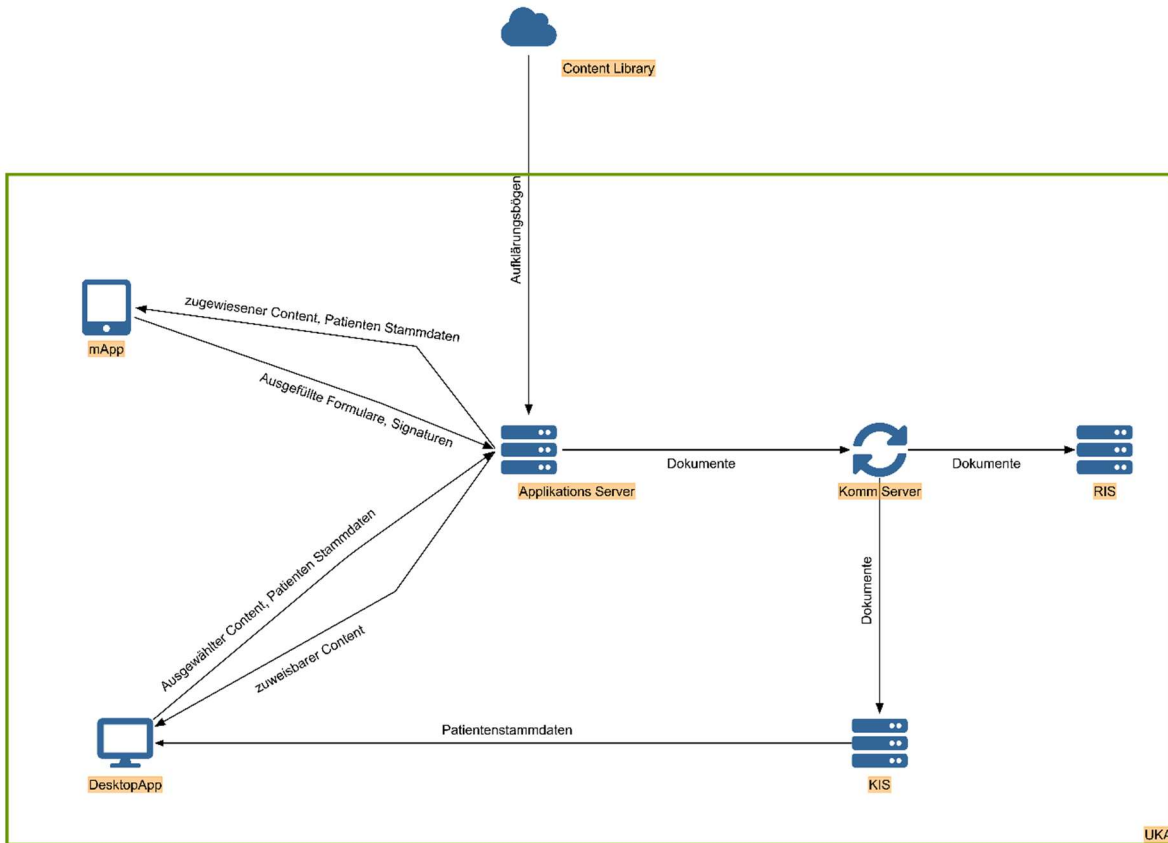 Content Library
Aufklärungsbögen
zugewiesener Content, Patienten Stammdaten
mApp
Ausgefüllte Formulare, Signaturen
Dokumente
Dokumente
Applikations Server
Komm Server
RIS
Ausgewählter Content, Patienten Stammdaten
zuweisbarer Content
Dokumente
Patientenstammdaten
DesktopApp
KIS
UKA